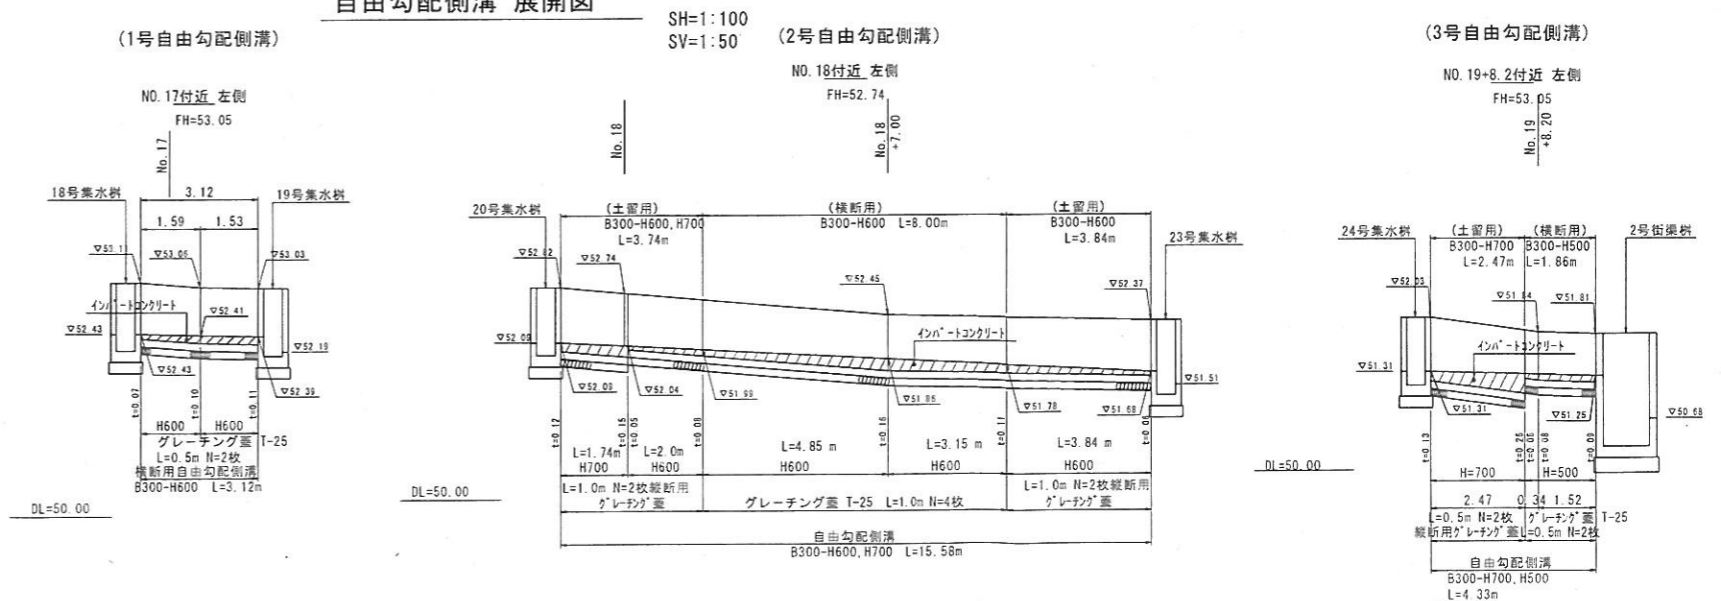 自由勾配側溝 展開図
SH=1:100
SV=1:50
(1号自由勾配側溝)
NO.17付近 左側
FH=53.05
No.17
18号集水桝
19号集水桝
3.12
1.59
1.53
▽53.11
▽53.05
▽53.03
インバートコンクリート
▽52.41
▽52.43
▽52.19
▽52.43
▽52.39
t=0.07
t=0.10
t=0.11
H600
H600
グレーチング蓋 T-25
L=0.5m N=2枚
横断用自由勾配側溝
B300-H600 L=3.12m
DL=50.00
(2号自由勾配側溝)
NO.18付近 左側
FH=52.74
No.18
No.18
+7.00
20号集水桝
23号集水桝
(土留用)
B300-H600,H700
L=3.74m
(横断用)
B300-H600 L=8.00m
(土留用)
B300-H600
L=3.84m
▽52.82
▽52.74
▽52.45
▽52.37
インバートコンクリート
▽52.09
▽51.51
▽52.09
▽52.04
▽51.99
▽51.86
▽51.78
▽51.68
t=0.12
t=0.15
t=0.05
t=0.08
t=0.16
t=0.11
t=0.06
L=1.74m
L=2.0m
L=4.85 m
L=3.15 m
L=3.84 m
H700
H600
H600
H600
H600
L=1.0m N=2枚縦断用
グレーチング蓋
グレーチング蓋 T-25 L=1.0m N=4枚
L=1.0m N=2枚縦断用
グレーチング蓋
自由勾配側溝
B300-H600,H700 L=15.58m
DL=50.00
(3号自由勾配側溝)
NO.19+8.2付近 左側
FH=53.05
No.19
+8.20
24号集水桝
2号街渠桝
(土留用)
B300-H700
L=2.47m
(横断用)
B300-H500
L=1.86m
▽52.03
▽51.84
▽51.81
インバートコンクリート
▽51.31
▽50.68
▽51.31
▽51.25
t=0.13
t=0.25
t=0.05
t=0.08
t=0.09
H=700
H=500
2.47
0.34
1.52
L=0.5m N=2枚
縦断用グレーチング蓋
グレーチング蓋 T-25
L=0.5m N=2枚
自由勾配側溝
B300-H700,H500
L=4.33m
DL=50.00